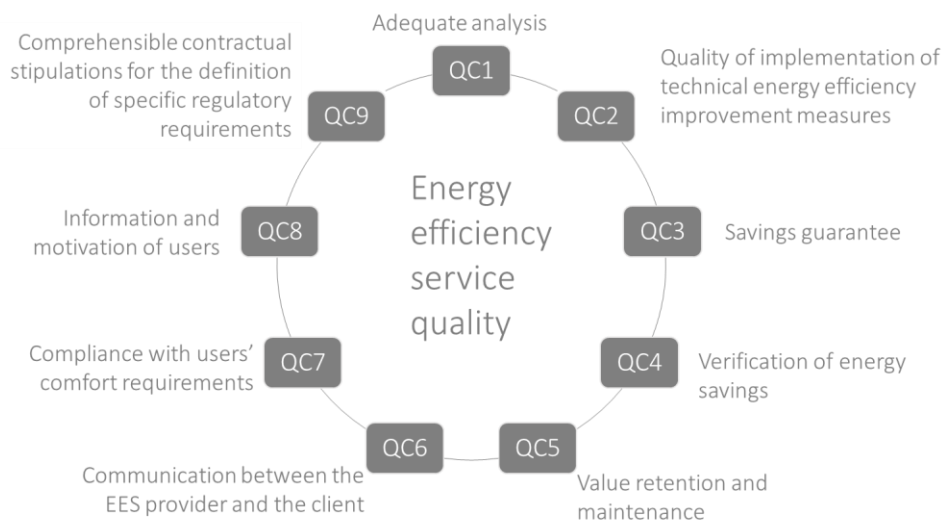 Adequate analysis
QC1
Quality of implementation of
technical energy efficiency
improvement measures
QC2
Savings guarantee
QC3
Verification of energy
savings
QC4
Value retention and
maintenance
QC5
Communication between the
EES provider and the client
QC6
Compliance with users’
comfort requirements
QC7
Information and
motivation of users
QC8
Comprehensible contractual
stipulations for the definition
of specific regulatory
requirements
QC9
Energy
efficiency
service
quality